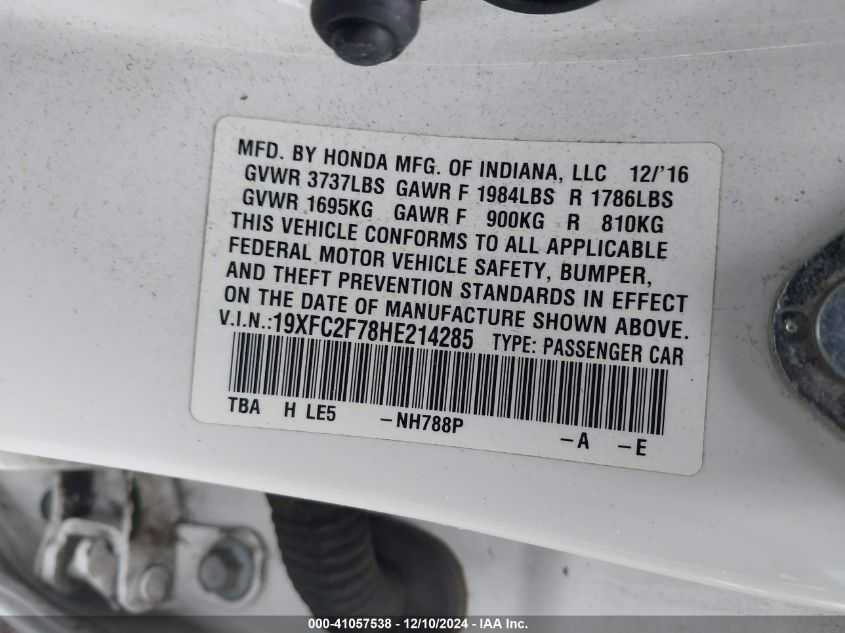 MFD. BY HONDA MFG. OF INDIANA, LLC 12/'16
GVWR 3737LBS GAWR F 1984LBS R 1786LBS
GVWR 1695KG GAWR F 900KG R 810KG
THIS VEHICLE CONFORMS TO ALL APPLICABLE
FEDERAL MOTOR VEHICLE SAFETY, BUMPER,
AND THEFT PREVENTION STANDARDS IN EFFECT
ON THE DATE OF MANUFACTURE SHOWN ABOVE.
V.I.N.:19XFC2F78HE214285 TYPE: PASSENGER CAR
TBA H LE5 -NH788P -A -E
000-41057538 - 12/10/2024 - IAA Inc.